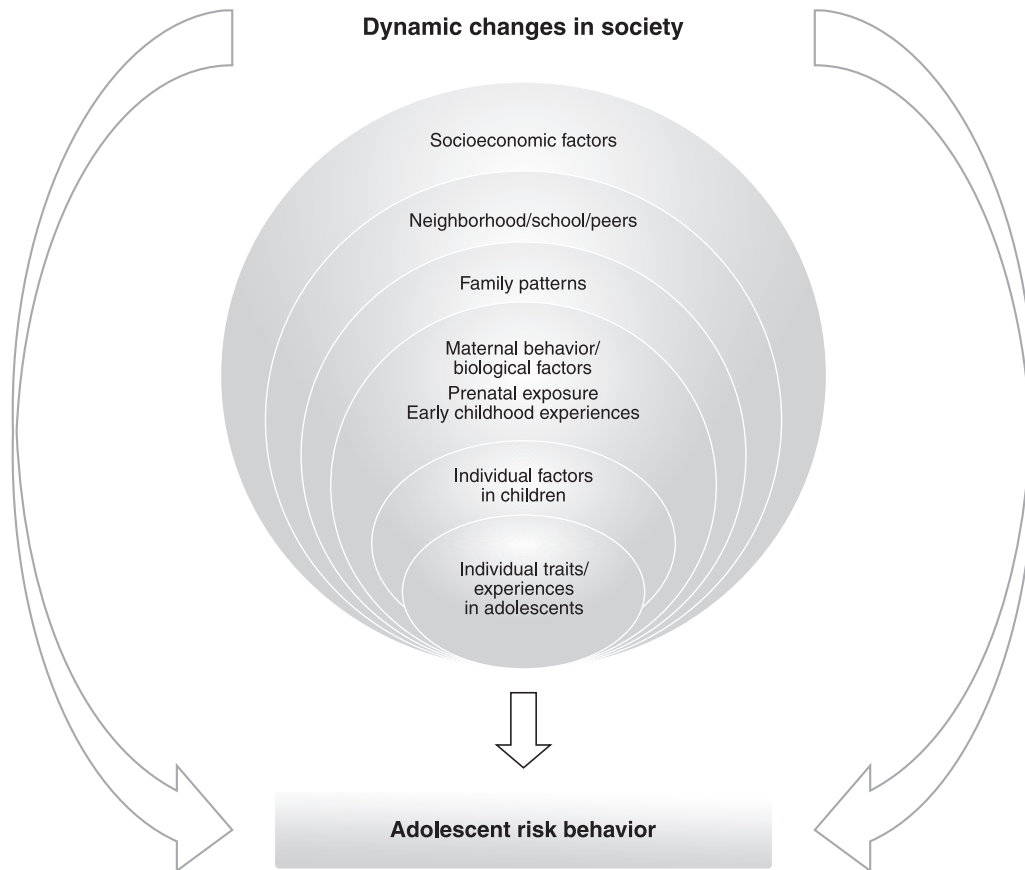 Dynamic changes in society
Socioeconomic factors
Neighborhood/school/peers
Family patterns
Maternal behavior/
biological factors
Prenatal exposure
Early childhood experiences
Individual factors
in children
Individual traits/
experiences
in adolescents
Adolescent risk behavior